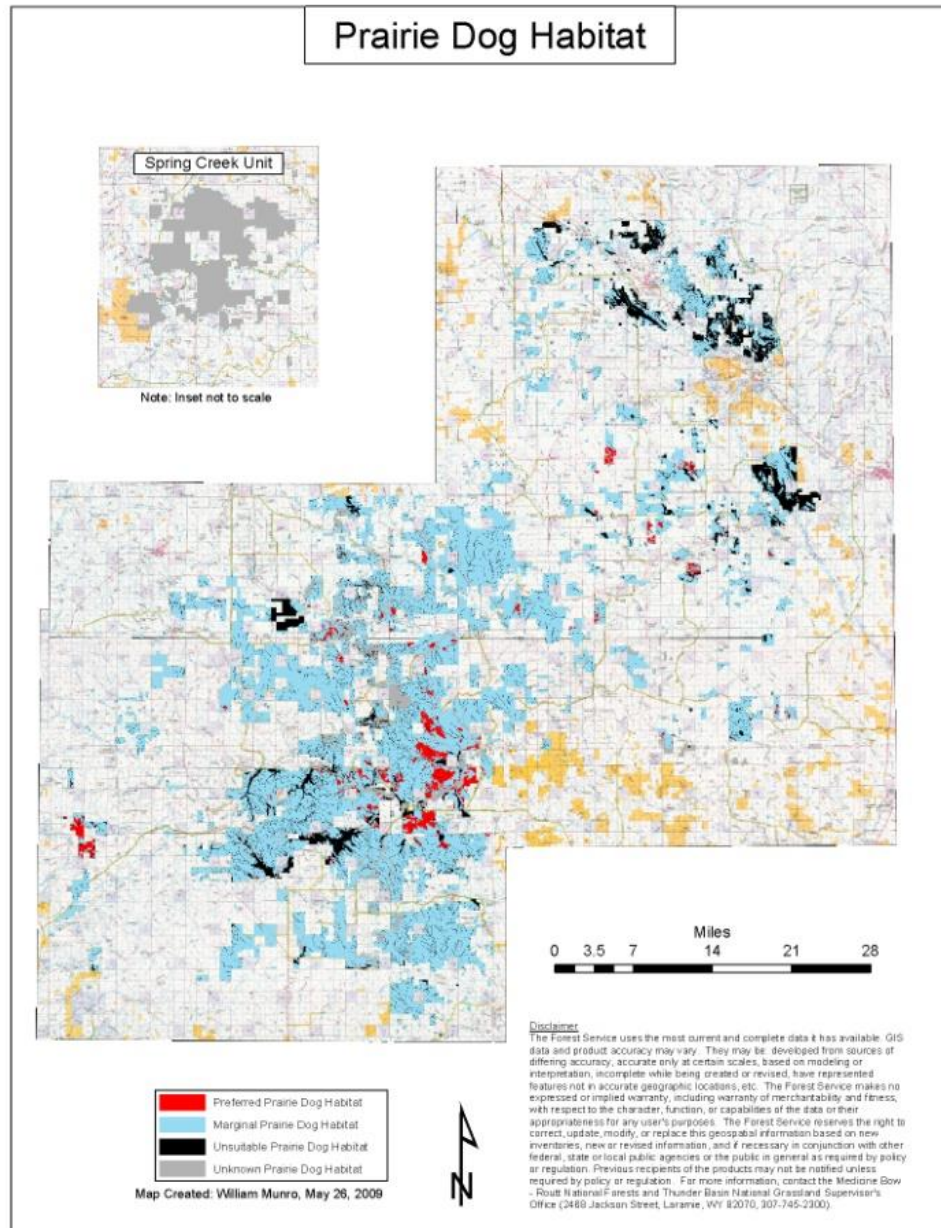 Prairie Dog Habitat
Spring Creek Unit
Note: Inset not to scale
Miles
0 3.5 7 14 21 28
Disclaimer
The Forest Service uses the most current and complete data it has available. GIS
data and product accuracy may vary. They may be: developed from sources of
differing accuracy, accurate only at certain scales, based on modeling or
interpretation, incomplete while being created or revised, have represented
features not in accurate geographic locations, etc. The Forest Service makes no
expressed or implied warranty, including warranty of merchantability and fitness,
with respect to the character, function, or capabilities of the data or their
appropriateness for any user's purposes. The Forest Service reserves the right to
correct, update, modify, or replace this geospatial information based on new
inventories, new or revised information, and if necessary in conjunction with other
federal, state or local public agencies or the public in general as required by policy
or regulation. Previous recipients of the products may not be notified unless
required by policy or regulation. For more information, contact the Medicine Bow
- Routt National Forests and Thunder Basin National Grassland Supervisor's
Office (2468 Jackson Street, Laramie, WY 82070, 307-745-2300).
Preferred Prairie Dog Habitat
Marginal Prairie Dog Habitat
Unsuitable Prairie Dog Habitat
Unknown Prairie Dog Habitat
Map Created: William Munro, May 26, 2009
N